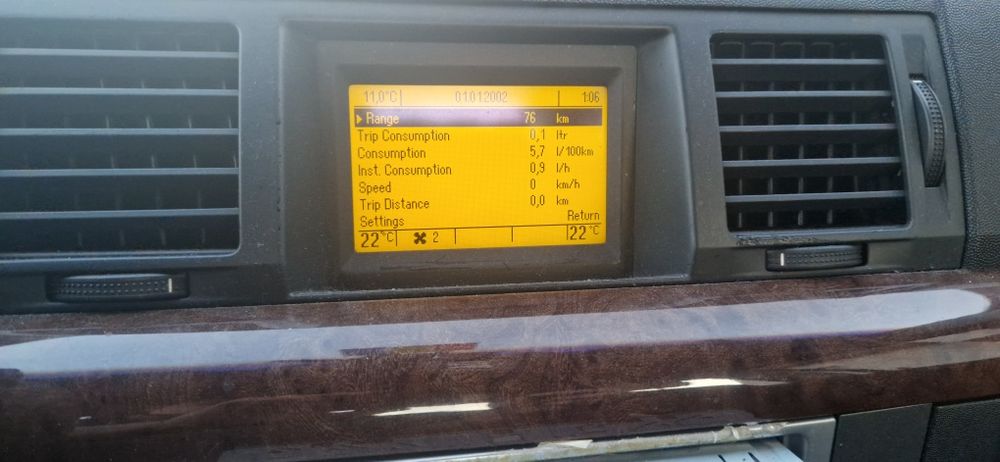 11,0°C 01.01.2002 1:06
Range 76 km
Trip Consumption 0,1 ltr
Consumption 5,7 l/100km
Inst. Consumption 0,9 l/h
Speed 0 km/h
Trip Distance 0,0 km
Settings Return
22°C 2 22°C